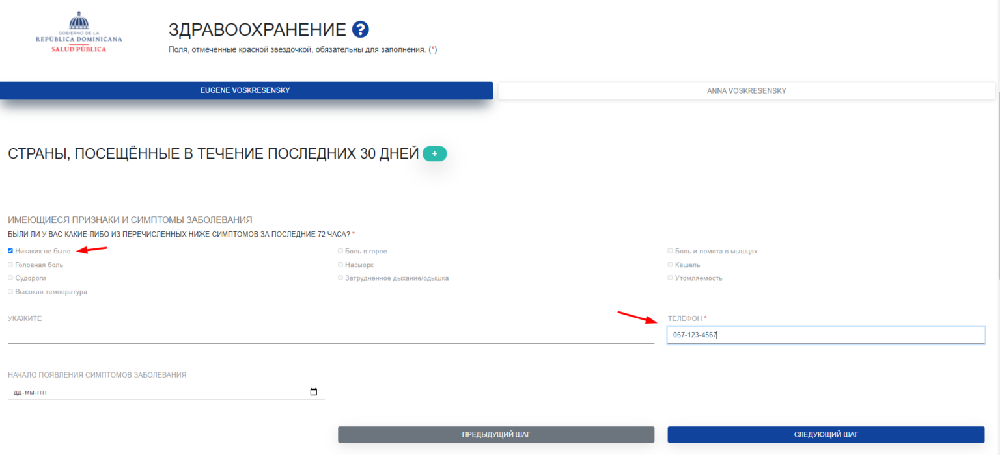 GOBIERNO DE LA
REPÚBLICA DOMINICANA
SALUD PÚBLICA
ЗДРАВООХРАНЕНИЕ ?
Поля, отмеченные красной звездочкой, обязательны для заполнения. (*)
EUGENE VOSKRESENSKY
ANNA VOSKRESENSKY
СТРАНЫ, ПОСЕЩЁННЫЕ В ТЕЧЕНИЕ ПОСЛЕДНИХ 30 ДНЕЙ +
ИМЕЮЩИЕСЯ ПРИЗНАКИ И СИМПТОМЫ ЗАБОЛЕВАНИЯ
БЫЛИ ЛИ У ВАС КАКИЕ-ЛИБО ИЗ ПЕРЕЧИСЛЕННЫХ НИЖЕ СИМПТОМОВ ЗА ПОСЛЕДНИЕ 72 ЧАСА? *
Никаких не было
Боль в горле
Боль и ломота в мышцах
Головная боль
Насморк
Кашель
Судороги
Затрудненное дыхание/одышка
Утомляемость
Высокая температура
УКАЖИТЕ
ТЕЛЕФОН *
067-123-4567
НАЧАЛО ПОЯВЛЕНИЯ СИМПТОМОВ ЗАБОЛЕВАНИЯ
дд.мм.гггг
ПРЕДЫДУЩИЙ ШАГ
СЛЕДУЮЩИЙ ШАГ